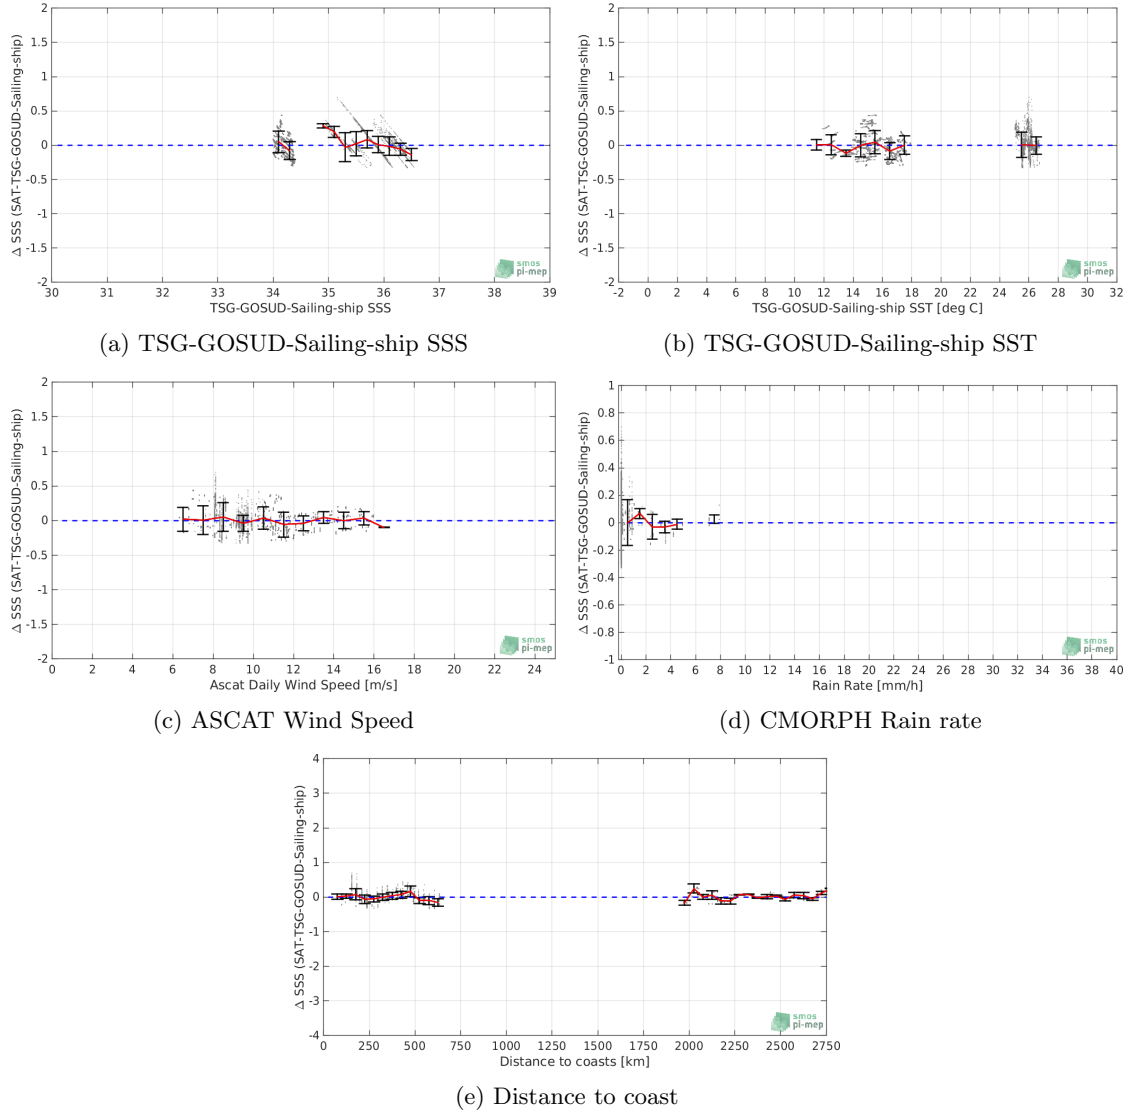 2
1.5
1
0.5
0
-0.5
-1
-1.5
-2
Δ SSS (SAT-TSG-GOSUD-Sailing-ship)
30 31 32 33 34 35 36 37 38 39
TSG-GOSUD-Sailing-ship SSS
smos
pi-mep
(a) TSG-GOSUD-Sailing-ship SSS
2
1.5
1
0.5
0
-0.5
-1
-1.5
-2
Δ SSS (SAT-TSG-GOSUD-Sailing-ship)
-2 0 2 4 6 8 10 12 14 16 18 20 22 24 26 28 30 32
TSG-GOSUD-Sailing-ship SST [deg C]
smos
pi-mep
(b) TSG-GOSUD-Sailing-ship SST
2
1.5
1
0.5
0
-0.5
-1
-1.5
-2
Δ SSS (SAT-TSG-GOSUD-Sailing-ship)
0 2 4 6 8 10 12 14 16 18 20 22 24
Ascat Daily Wind Speed [m/s]
smos
pi-mep
(c) ASCAT Wind Speed
1
0.8
0.6
0.4
0.2
0
-0.2
-0.4
-0.6
-0.8
-1
Δ SSS (SAT-TSG-GOSUD-Sailing-ship)
0 2 4 6 8 10 12 14 16 18 20 22 24 26 28 30 32 34 36 38 40
Rain Rate [mm/h]
smos
pi-mep
(d) CMORPH Rain rate
4
3
2
1
0
-1
-2
-3
-4
Δ SSS (SAT-TSG-GOSUD-Sailing-ship)
0 250 500 750 1000 1250 1500 1750 2000 2250 2500 2750
Distance to coasts [km]
smos
pi-mep
(e) Distance to coast